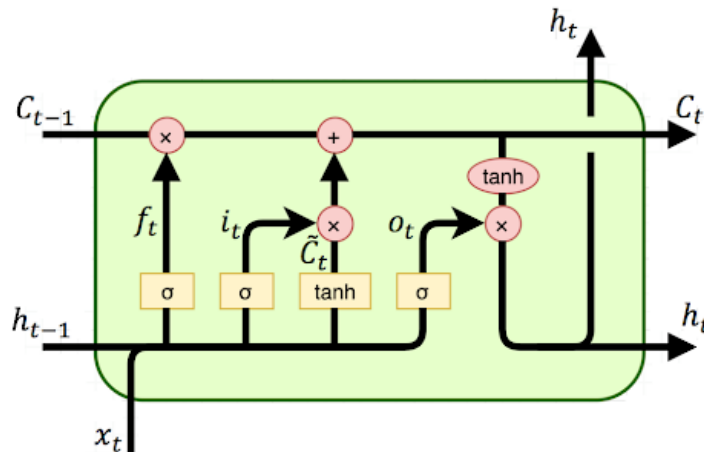 h_t
C_{t−1}
×
+
C_t
tanh
f_t
i_t
×
o_t
×
C̃_t
σ
σ
tanh
σ
h_{t−1}
h_t
x_t